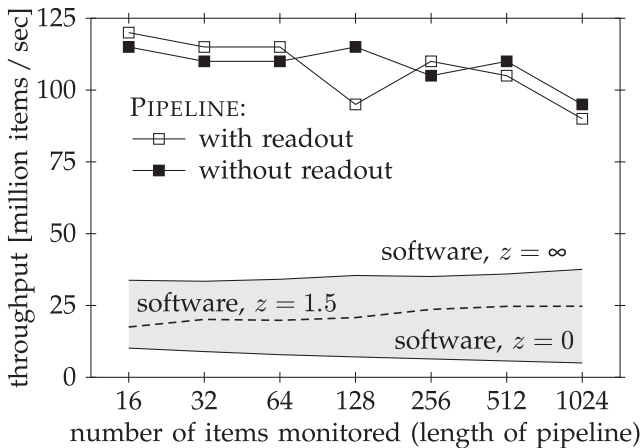 throughput [million items / sec]
125
100
75
50
25
0
PIPELINE:
with readout
without readout
software, z = ∞
software, z = 1.5
software, z = 0
16 32 64 128 256 512 1024
number of items monitored (length of pipeline)